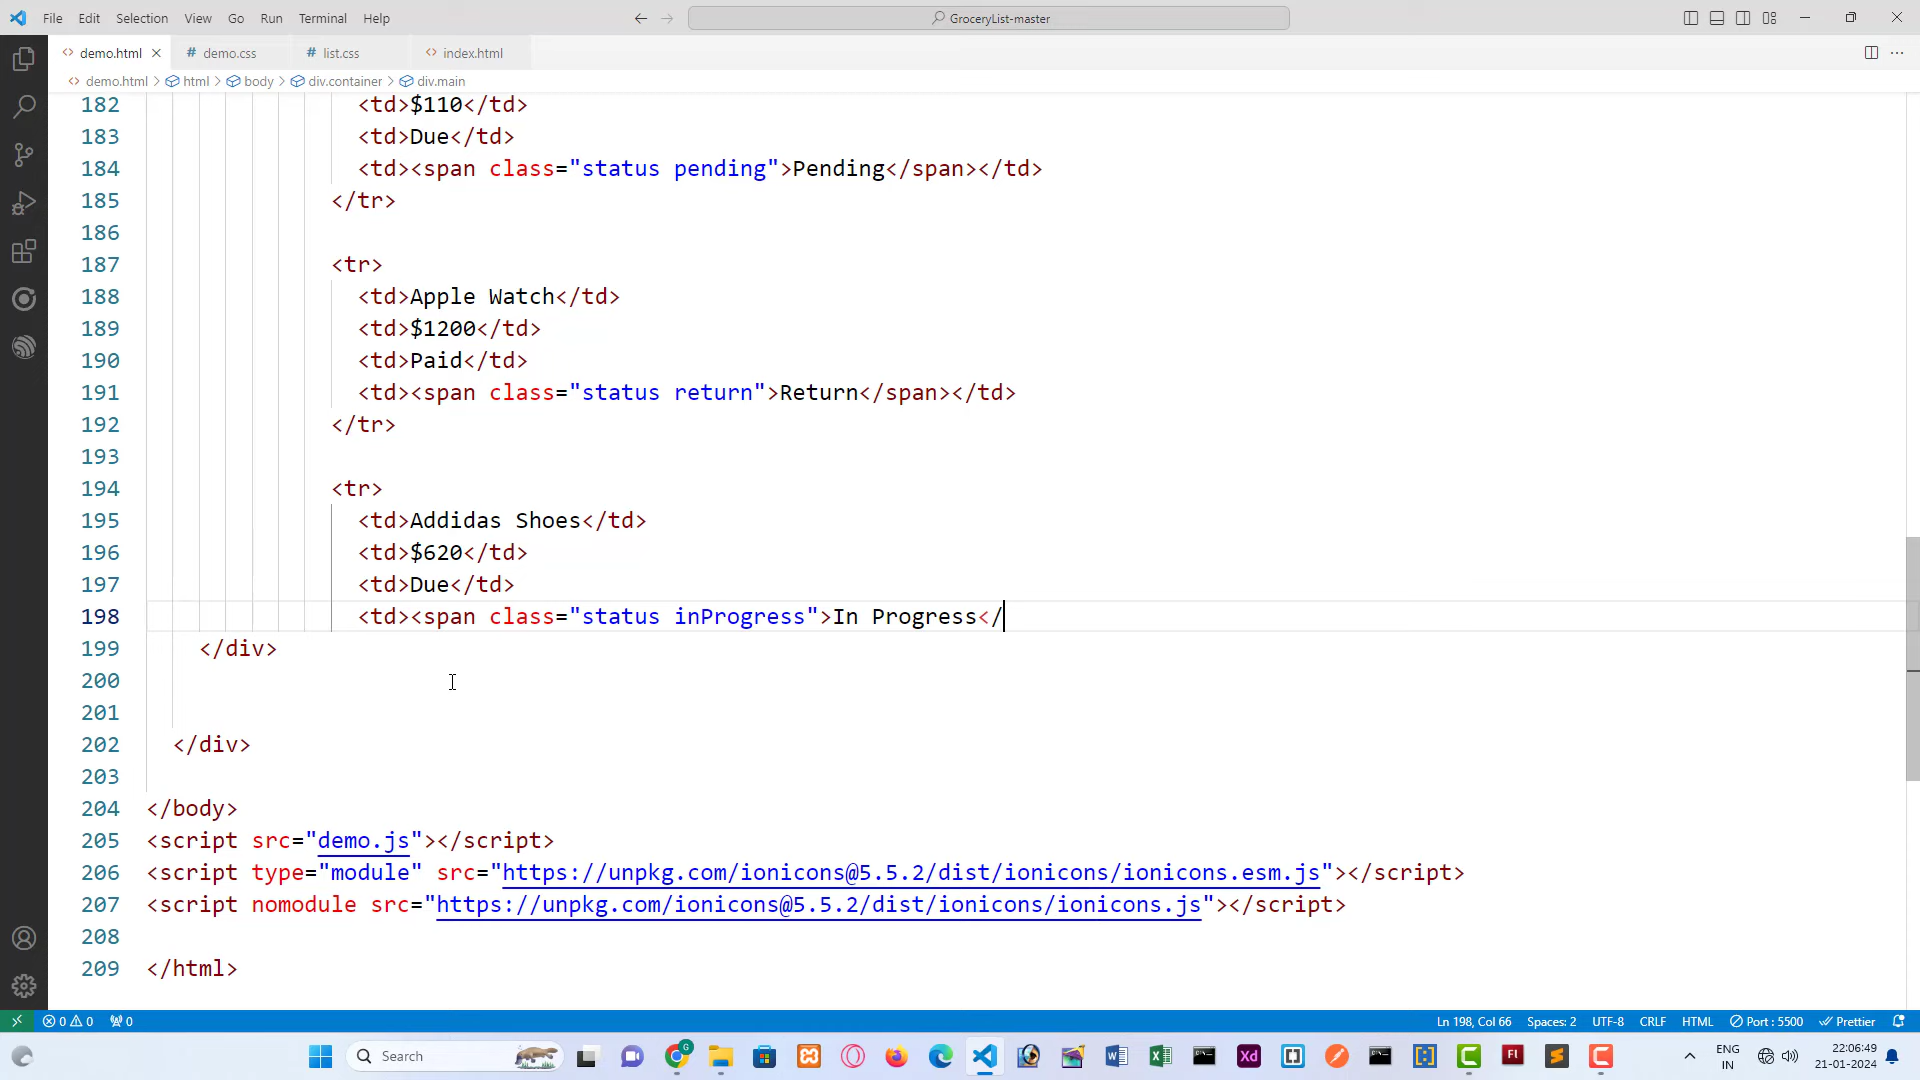 File Edit Selection View Go Run Terminal Help
GroceryList-master
demo.html
demo.css
list.css
index.html
demo.html > html > body > div.container > div.main
182 <td>$110</td>
183 <td>Due</td>
184 <td><span class="status pending">Pending</span></td>
185 </tr>
186
187 <tr>
188 <td>Apple Watch</td>
189 <td>$1200</td>
190 <td>Paid</td>
191 <td><span class="status return">Return</span></td>
192 </tr>
193
194 <tr>
195 <td>Addidas Shoes</td>
196 <td>$620</td>
197 <td>Due</td>
198 <td><span class="status inProgress">In Progress</
199 </div>
200
201
202 </div>
203
204 </body>
205 <script src="demo.js"></script>
206 <script type="module" src="https://unpkg.com/ionicons@5.5.2/dist/ionicons/ionicons.esm.js"></script>
207 <script nomodule src="https://unpkg.com/ionicons@5.5.2/dist/ionicons/ionicons.js"></script>
208
209 </html>
0 0 0 Ln 198, Col 66 Spaces: 2 UTF-8 CRLF HTML Port : 5500 Prettier
Search
G
Xd
Fl
ENG
IN
22:06:49
21-01-2024